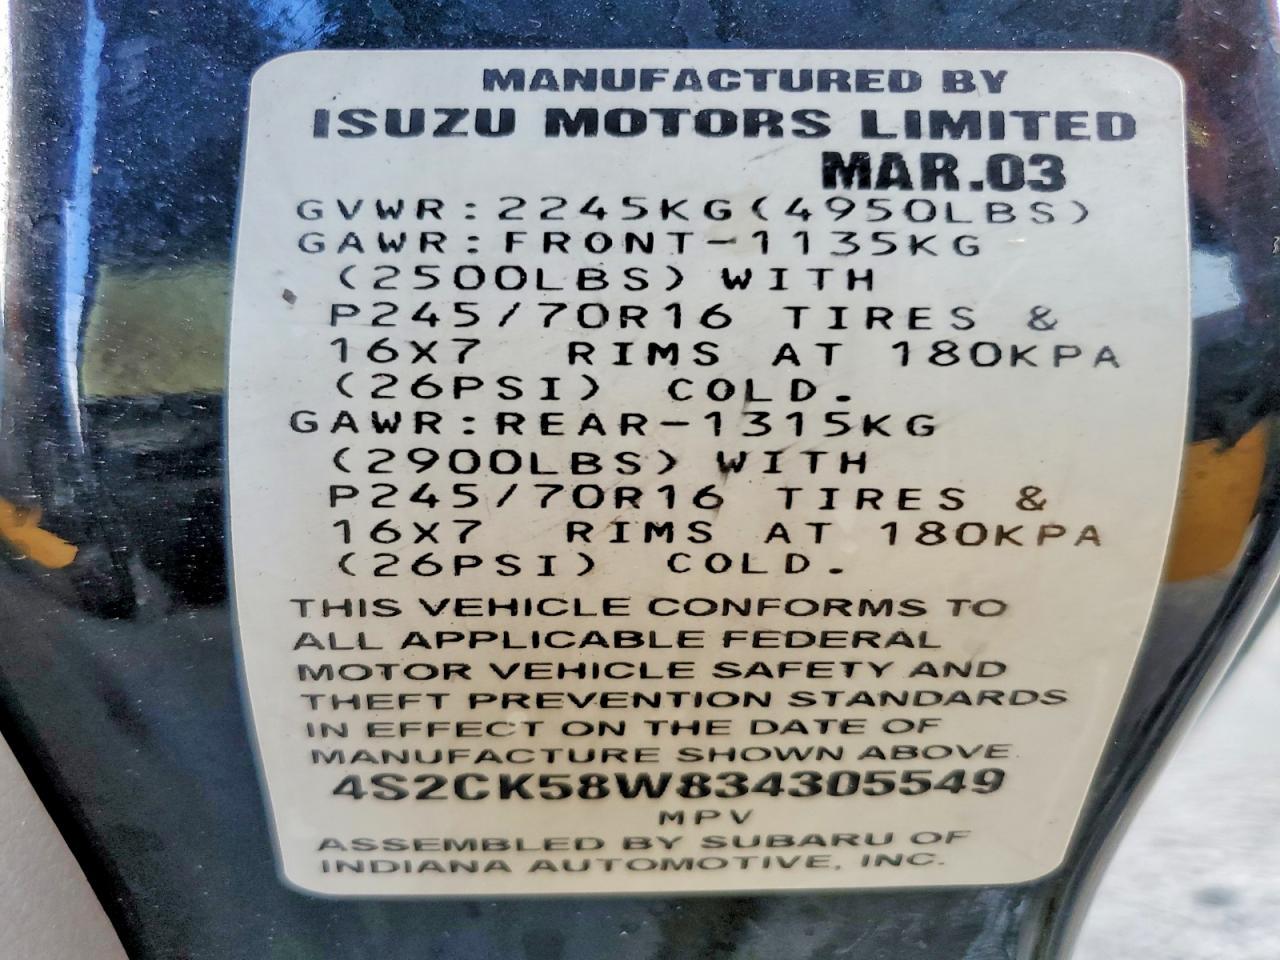 MANUFACTURED BY
ISUZU MOTORS LIMITED
MAR.03
GVWR:2245KG(4950LBS)
GAWR:FRONT-1135KG
(2500LBS) WITH
P245/70R16 TIRES &
16X7 RIMS AT 180KPA
(26PSI) COLD.
GAWR:REAR-1315KG
(2900LBS) WITH
P245/70R16 TIRES &
16X7 RIMS AT 180KPA
(26PSI) COLD.
THIS VEHICLE CONFORMS TO
ALL APPLICABLE FEDERAL
MOTOR VEHICLE SAFETY AND
THEFT PREVENTION STANDARDS
IN EFFECT ON THE DATE OF
MANUFACTURE SHOWN ABOVE.
4S2CK58W834305549
MPV
ASSEMBLED BY SUBARU OF
INDIANA AUTOMOTIVE, INC.